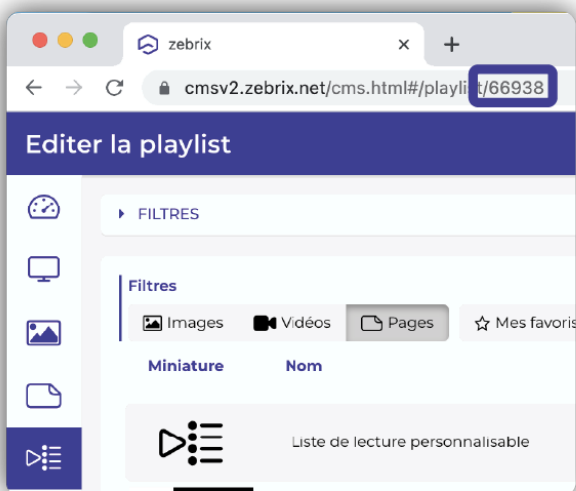 zebrix
cmsv2.zebrix.net/cms.html#/playlist/66938
Editer la playlist
FILTRES
Filtres
Images Vidéos Pages Mes favoris
Miniature Nom
Liste de lecture personnalisable